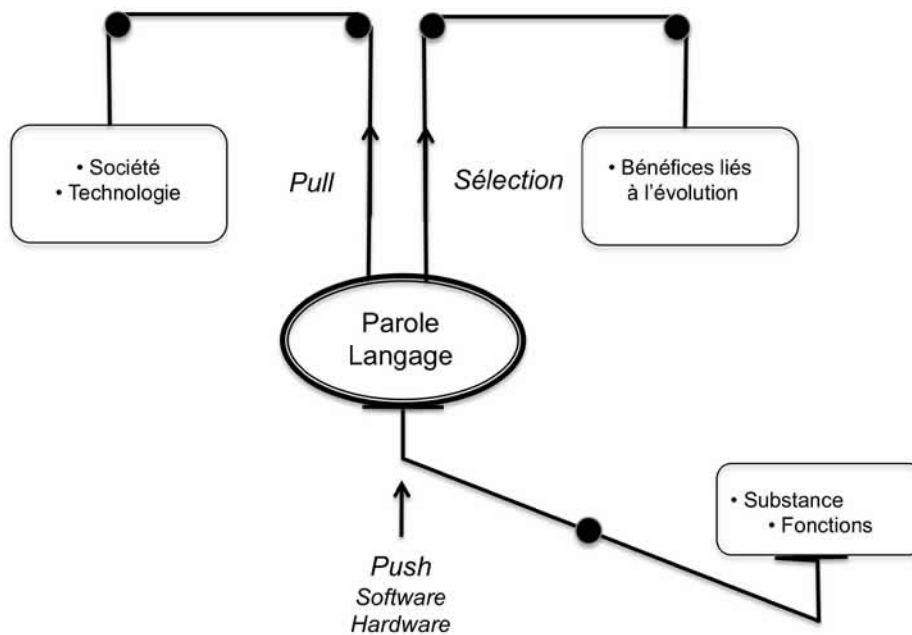 • Société
• Technologie
Pull
Sélection
• Bénéfices liés
à l'évolution
Parole
Langage
• Substance
• Fonctions
Push
Software
Hardware